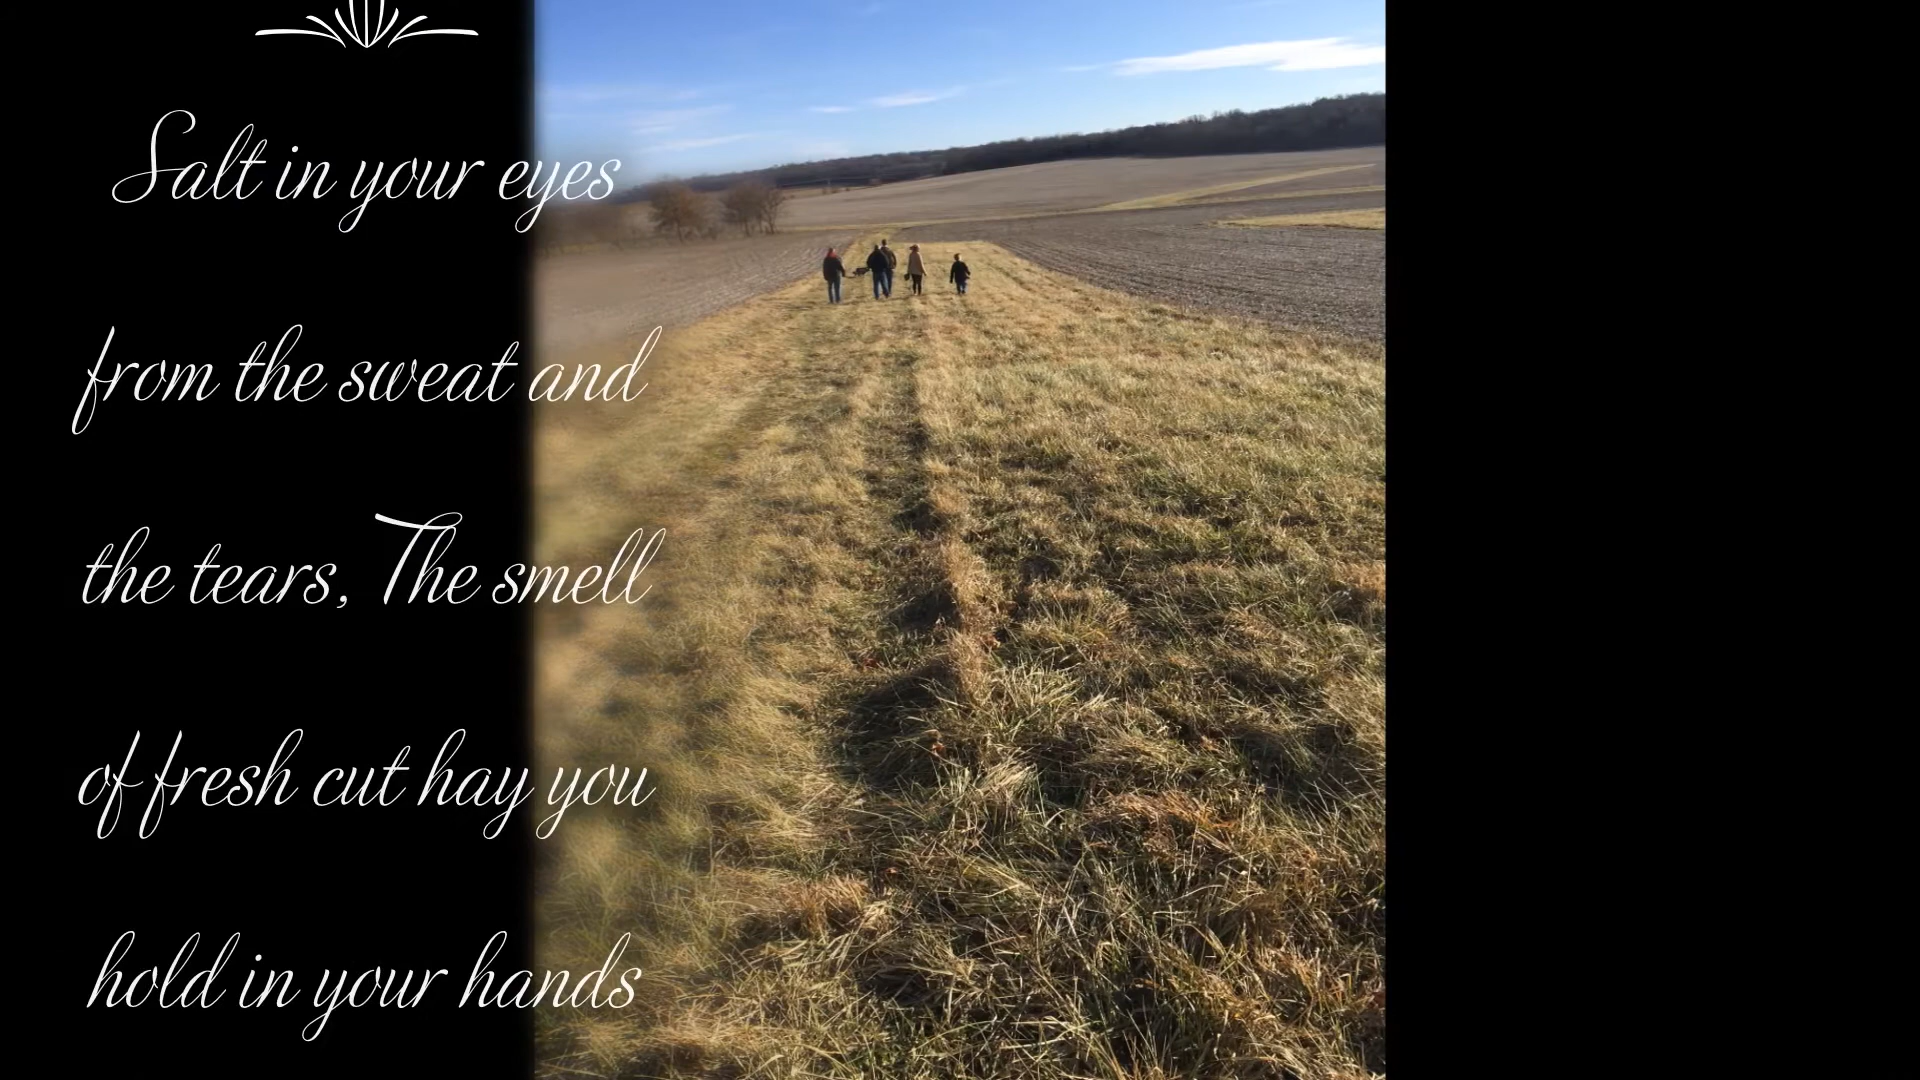 Salt in your eyes
from the sweat and
the tears, The smell
of fresh cut hay you
hold in your hands